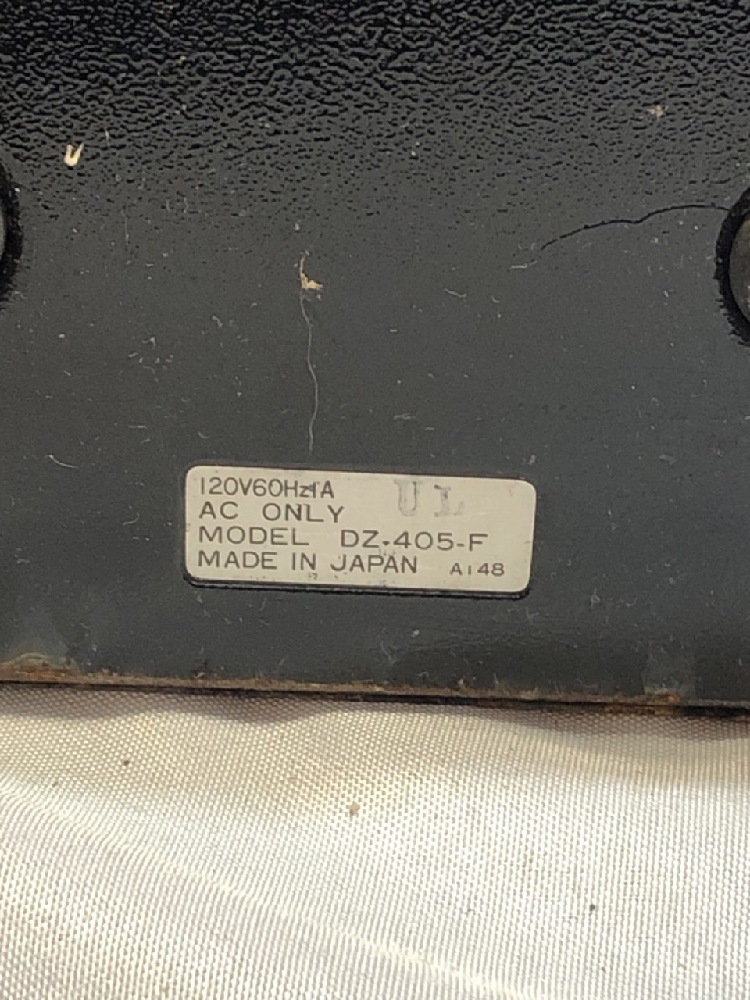 120V60Hz1A UL
AC ONLY
MODEL DZ-405-F
MADE IN JAPAN A148